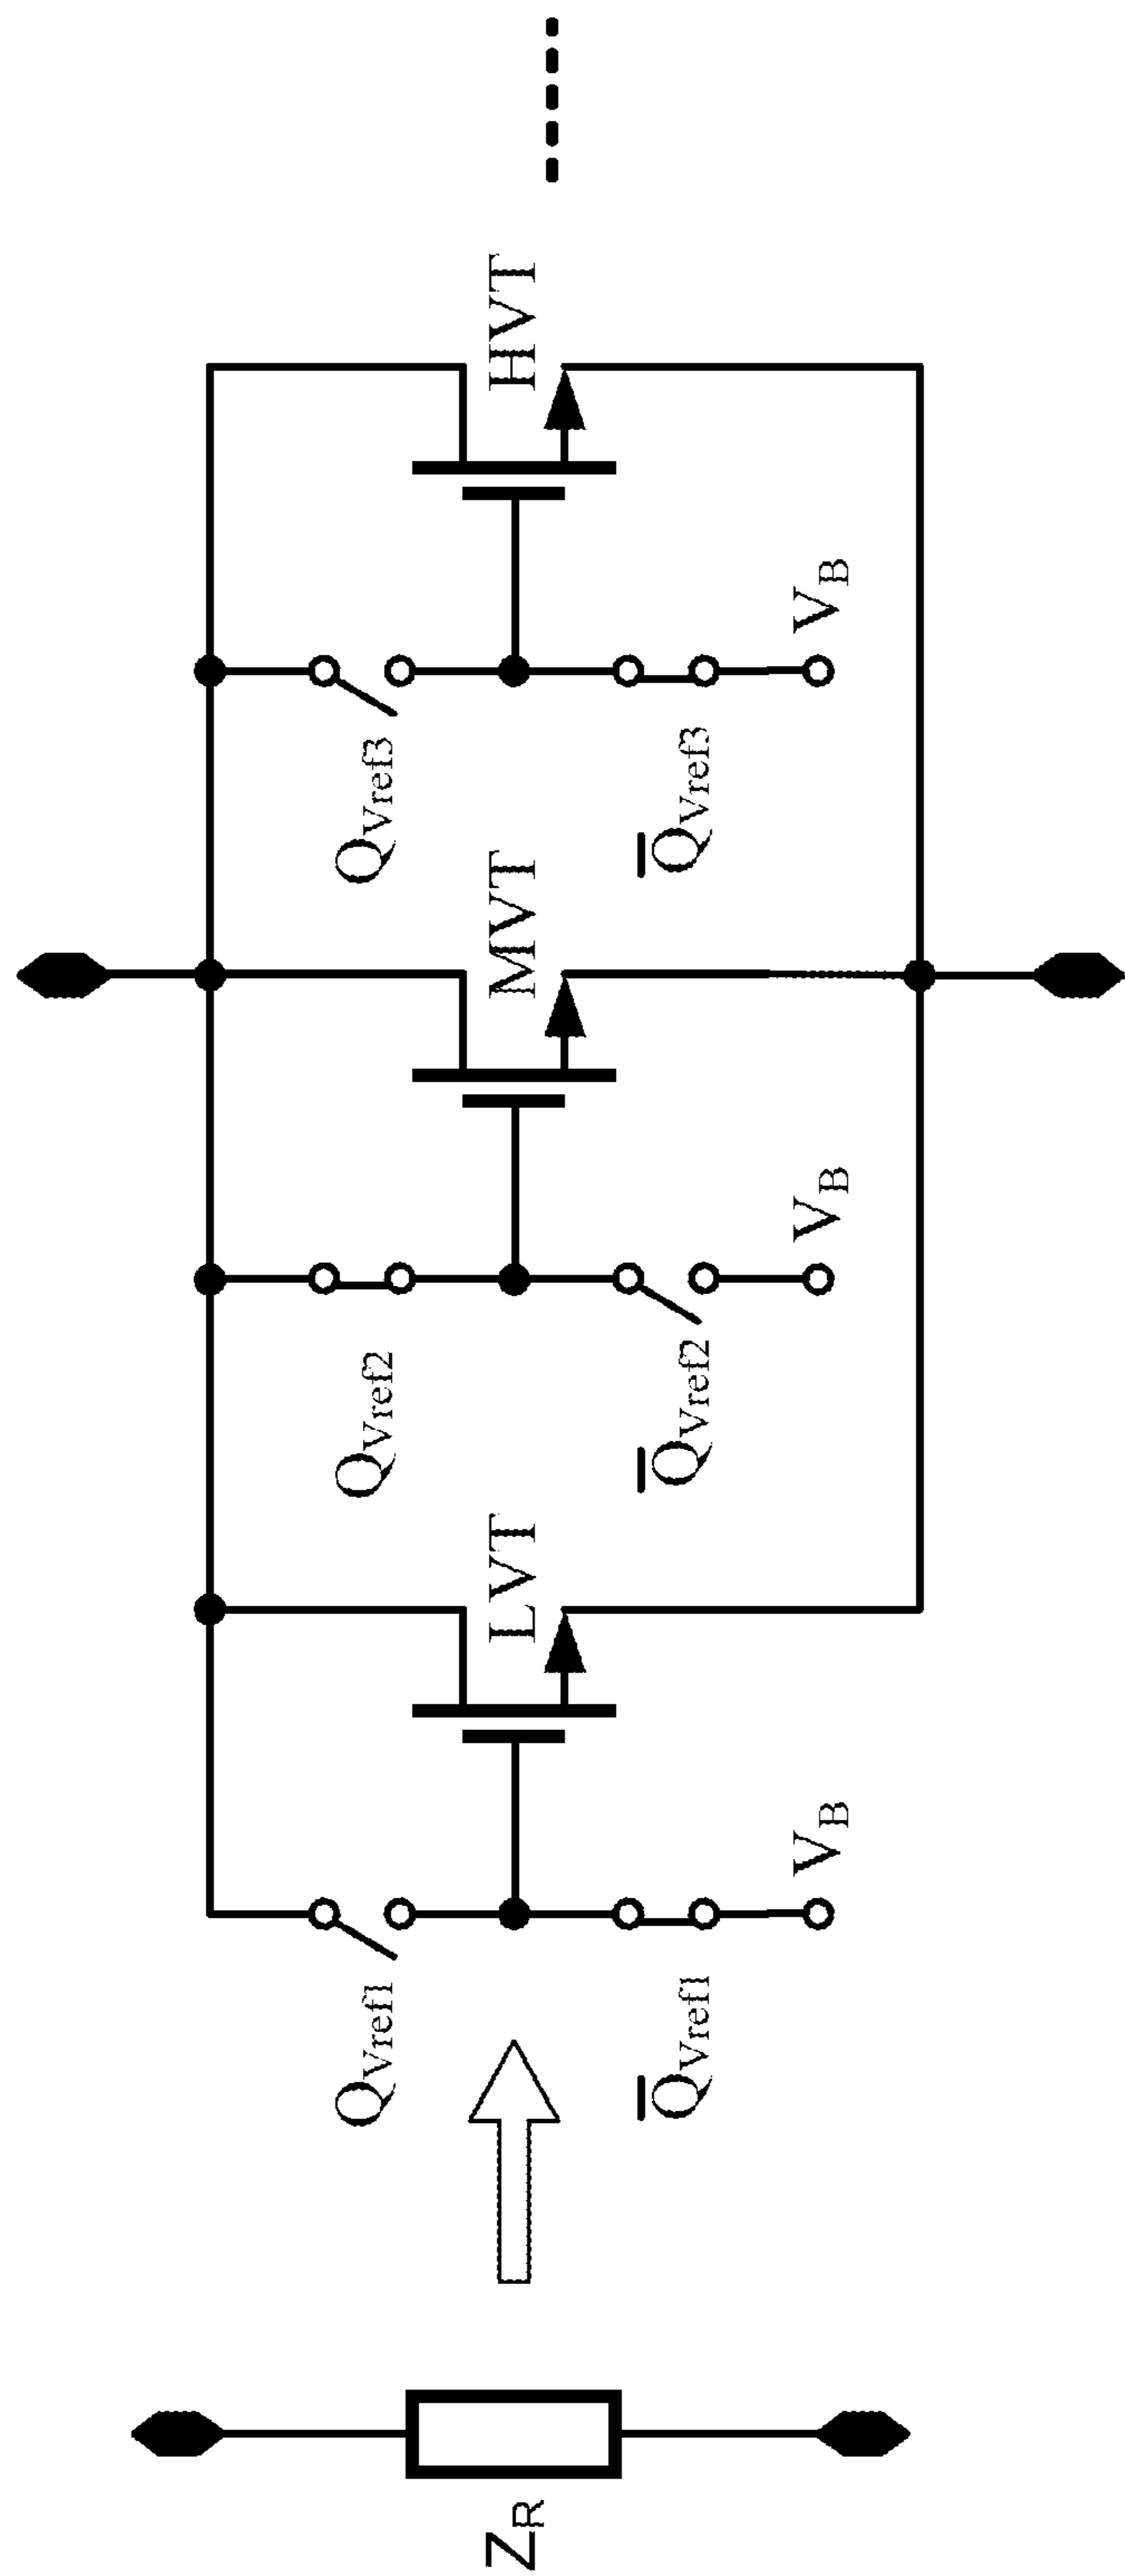 Z_R
Q_Vref1
Q̅_Vref1
V_B
LVT
Q_Vref2
Q̅_Vref2
V_B
MVT
Q_Vref3
Q̅_Vref3
V_B
HVT